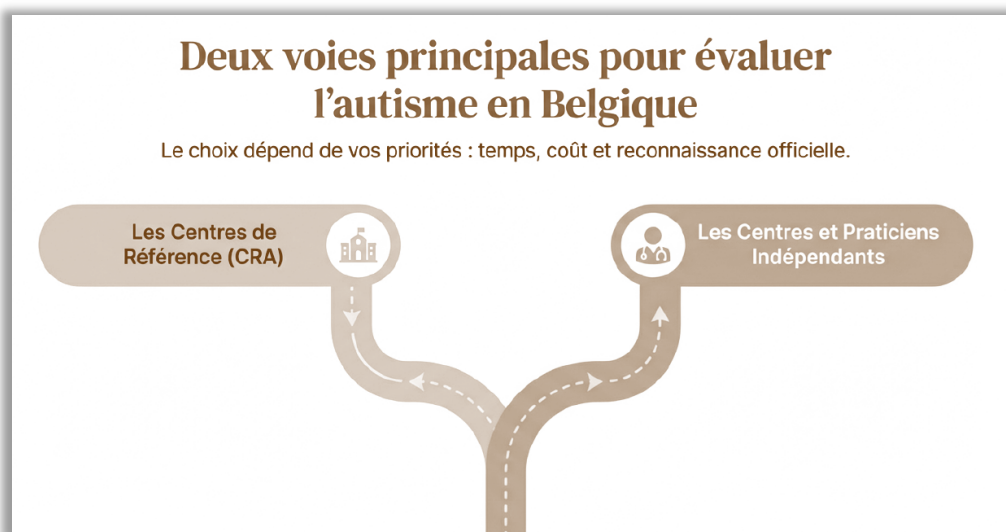 Deux voies principales pour évaluer
l’autisme en Belgique
Le choix dépend de vos priorités : temps, coût et reconnaissance officielle.
Les Centres de
Référence (CRA)
Les Centres et Praticiens
Indépendants